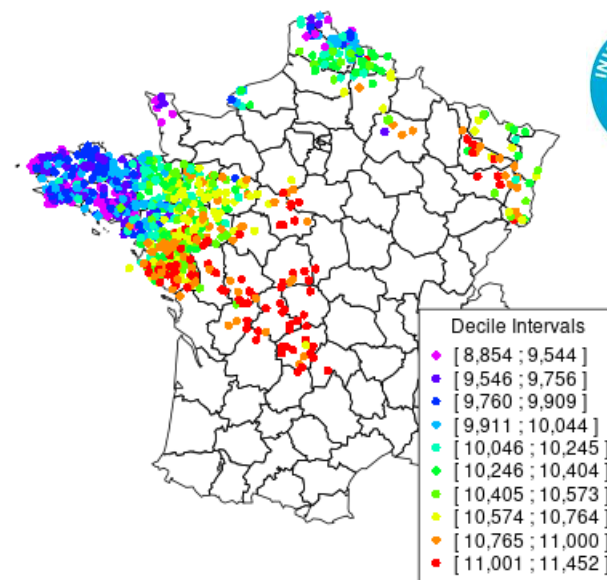 INI
Decile Intervals
[ 8,854 ; 9,544 ]
[ 9,546 ; 9,756 ]
[ 9,760 ; 9,909 ]
[ 9,911 ; 10,044 ]
[ 10,046 ; 10,245 ]
[ 10,246 ; 10,404 ]
[ 10,405 ; 10,573 ]
[ 10,574 ; 10,764 ]
[ 10,765 ; 11,000 ]
[ 11,001 ; 11,452 ]